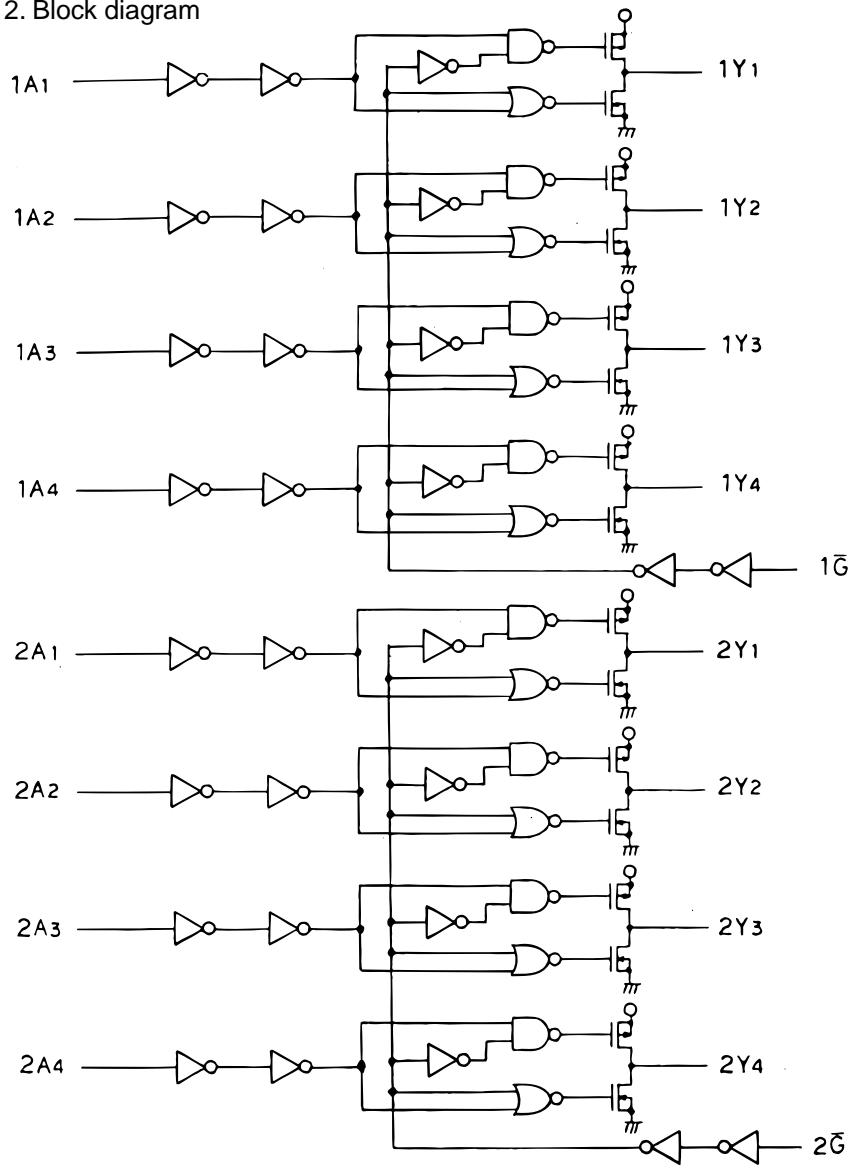 2. Block diagram
1A1 1Y1
1A2 1Y2
1A3 1Y3
1A4 1Y4
1G̅
2A1 2Y1
2A2 2Y2
2A3 2Y3
2A4 2Y4
2G̅